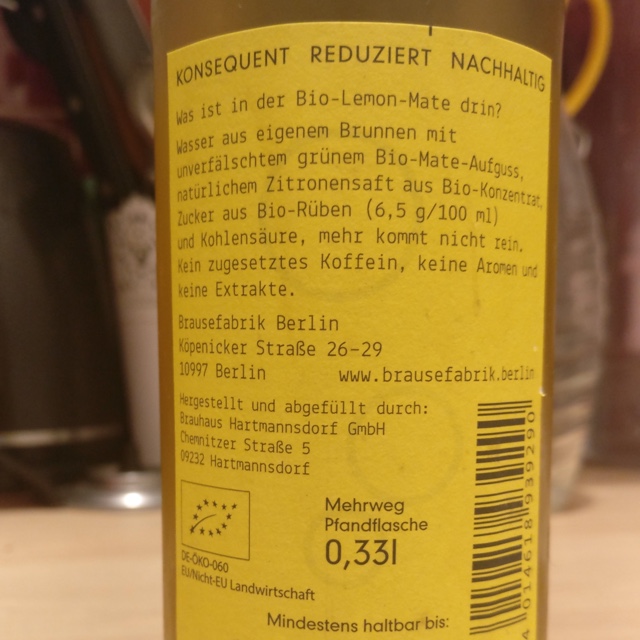 KONSEQUENT REDUZIERT NACHHALTIG
Was ist in der Bio-Lemon-Mate drin?
Wasser aus eigenem Brunnen mit
unverfälschtem grünem Bio-Mate-Aufguss,
natürlichem Zitronensaft aus Bio-Konzentrat,
Zucker aus Bio-Rüben (6,5 g/100 ml)
und Kohlensäure, mehr kommt nicht rein.
Kein zugesetztes Koffein, keine Aromen und
keine Extrakte.
Brausefabrik Berlin
Köpenicker Straße 26-29
10997 Berlin www.brausefabrik.berlin
Hergestellt und abgefüllt durch:
Brauhaus Hartmannsdorf GmbH
Chemnitzer Straße 5
09232 Hartmannsdorf
DE-ÖKO-060
EU/Nicht-EU Landwirtschaft
Mehrweg
Pfandflasche
0,33l
Mindestens haltbar bis:
4 014618 939290